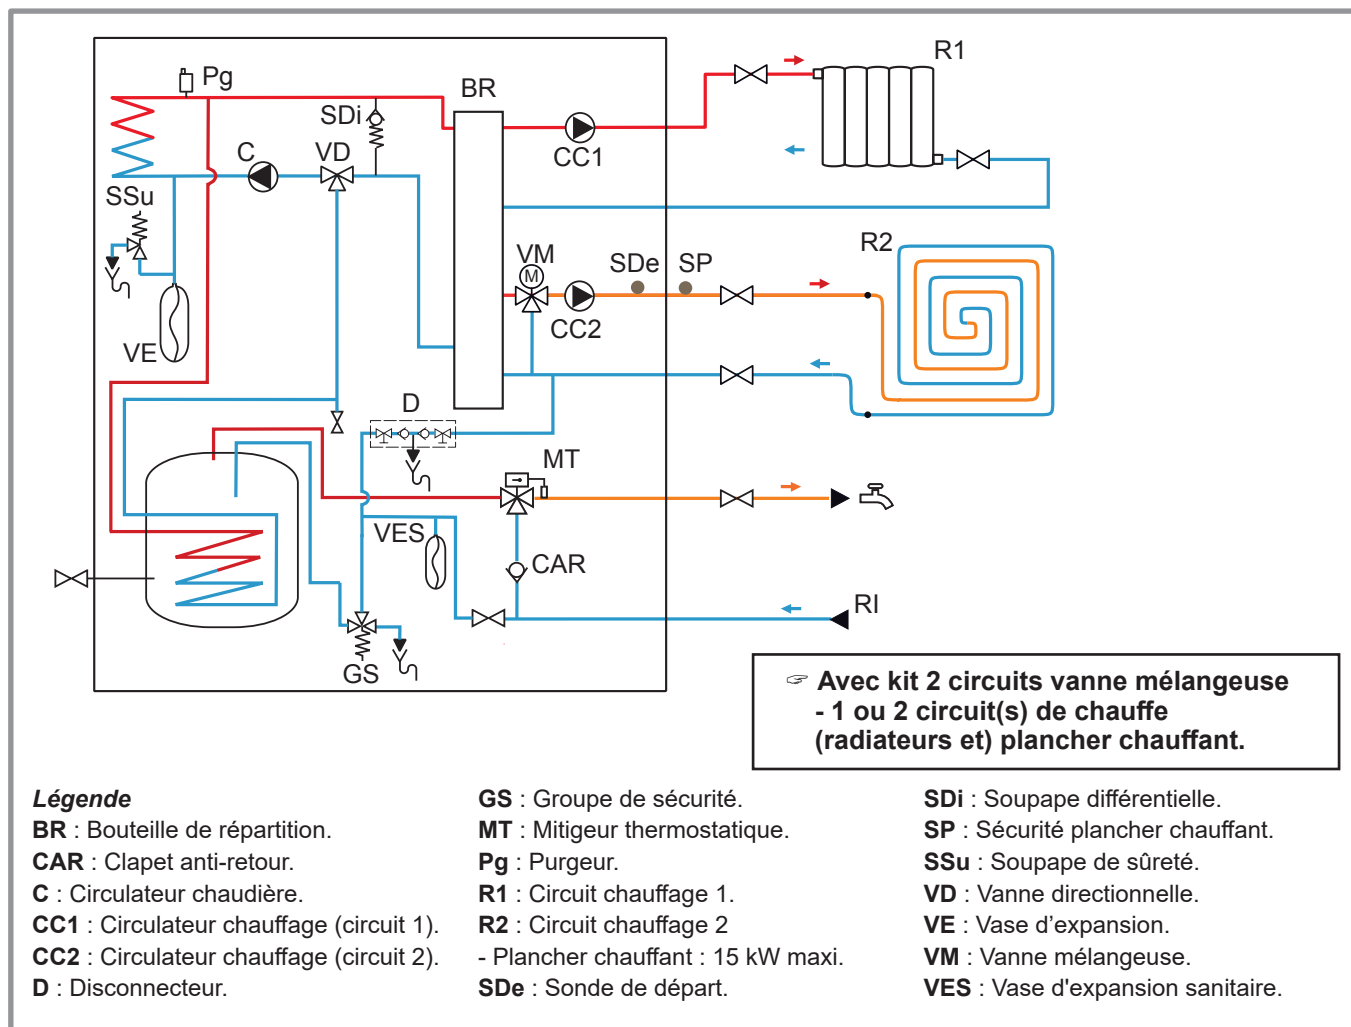 Pg
BR
R1
SDi
C
VD
CC1
SSu
VM
M
SDe
SP
R2
CC2
VE
D
MT
VES
CAR
RI
GS
☞ Avec kit 2 circuits vanne mélangeuse
- 1 ou 2 circuit(s) de chauffe
(radiateurs et) plancher chauffant.
Légende
BR : Bouteille de répartition.
CAR : Clapet anti-retour.
C : Circulateur chaudière.
CC1 : Circulateur chauffage (circuit 1).
CC2 : Circulateur chauffage (circuit 2).
D : Disconnecteur.
GS : Groupe de sécurité.
MT : Mitigeur thermostatique.
Pg : Purgeur.
R1 : Circuit chauffage 1.
R2 : Circuit chauffage 2
- Plancher chauffant : 15 kW maxi.
SDe : Sonde de départ.
SDi : Soupape différentielle.
SP : Sécurité plancher chauffant.
SSu : Soupape de sûreté.
VD : Vanne directionnelle.
VE : Vase d’expansion.
VM : Vanne mélangeuse.
VES : Vase d'expansion sanitaire.